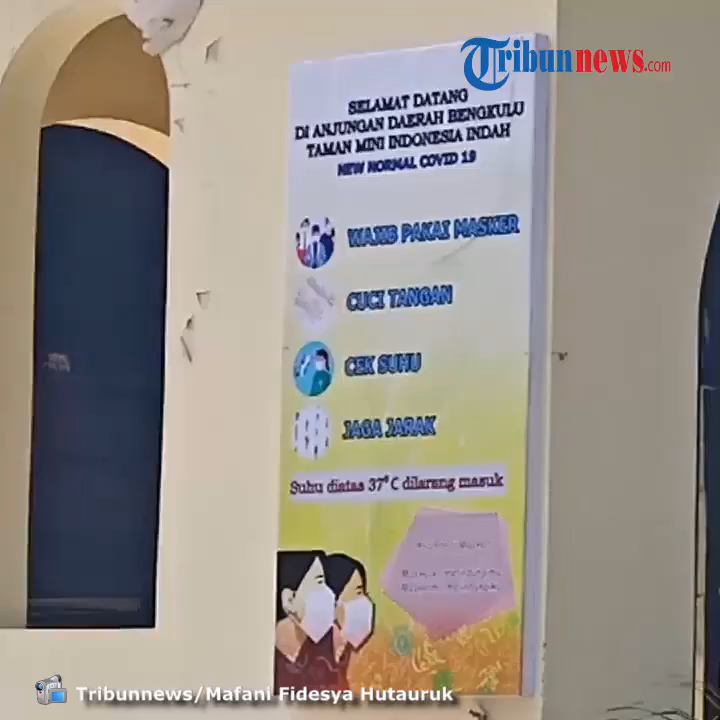 Tribunnews.com
SELAMAT DATANG
DI ANJUNGAN DAERAH BENGKULU
TAMAN MINI INDONESIA INDAH
NEW NORMAL COVID 19
WAJIB PAKAI MASKER
CUCI TANGAN
CEK SUHU
JAGA JARAK
Suhu diatas 37°C dilarang masuk
Tribunnews/Mafani Fidesya Hutauruk